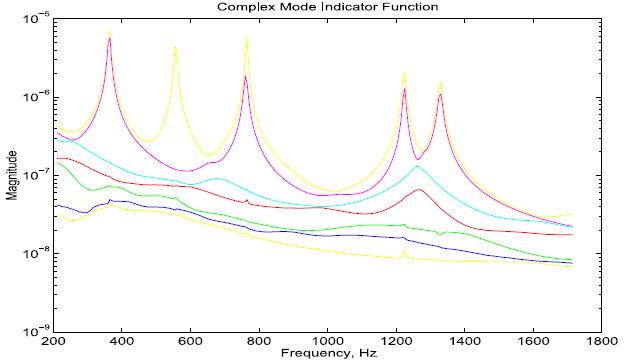 Complex Mode Indicator Function
10⁻⁵
10⁻⁶
10⁻⁷
10⁻⁸
10⁻⁹
Magnitude
200 400 600 800 1000 1200 1400 1600 1800
Frequency, Hz